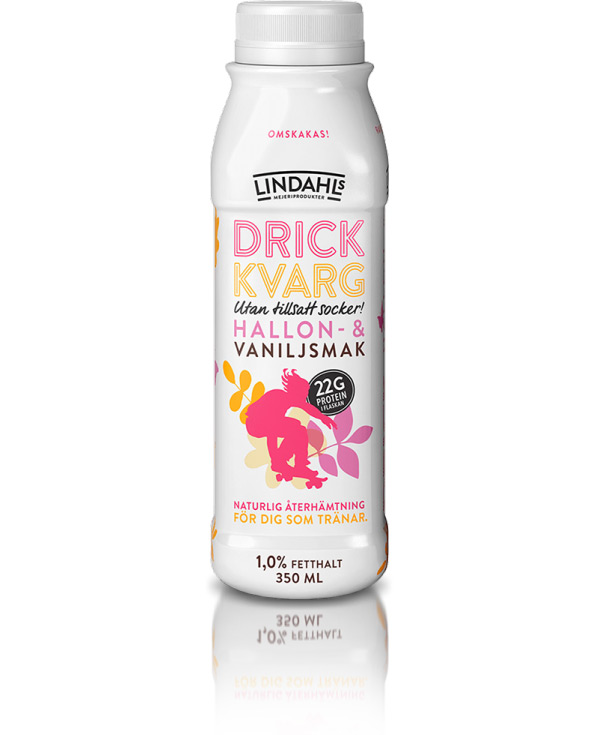 OMSKAKAS!
LINDAHLS
MEJERIPRODUKTER
DRICK
KVARG
Utan tillsatt socker!
HALLON- &
VANILJSMAK
22G
PROTEIN
I FLASKAN
NATURLIG ÅTERHÄMTNING
FÖR DIG SOM TRÄNAR.
1,0% FETTHALT
350 ML